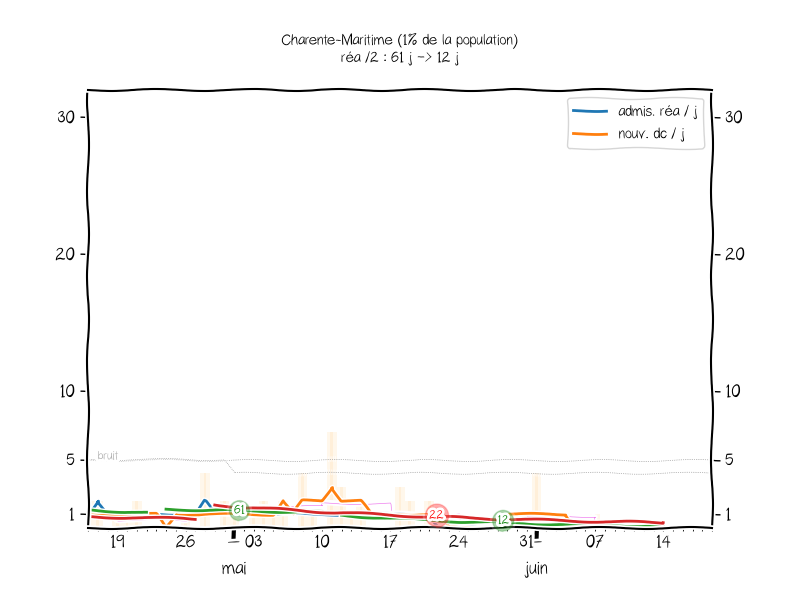 Charente-Maritime (1% de la population)
réa /2 : 61 j -> 12 j
admis. réa / j
nouv. dc / j
30 30
20 20
10 10
5 bruit 5
1 61 22 12 1
19 26 03 10 17 24 31 07 14
mai juin